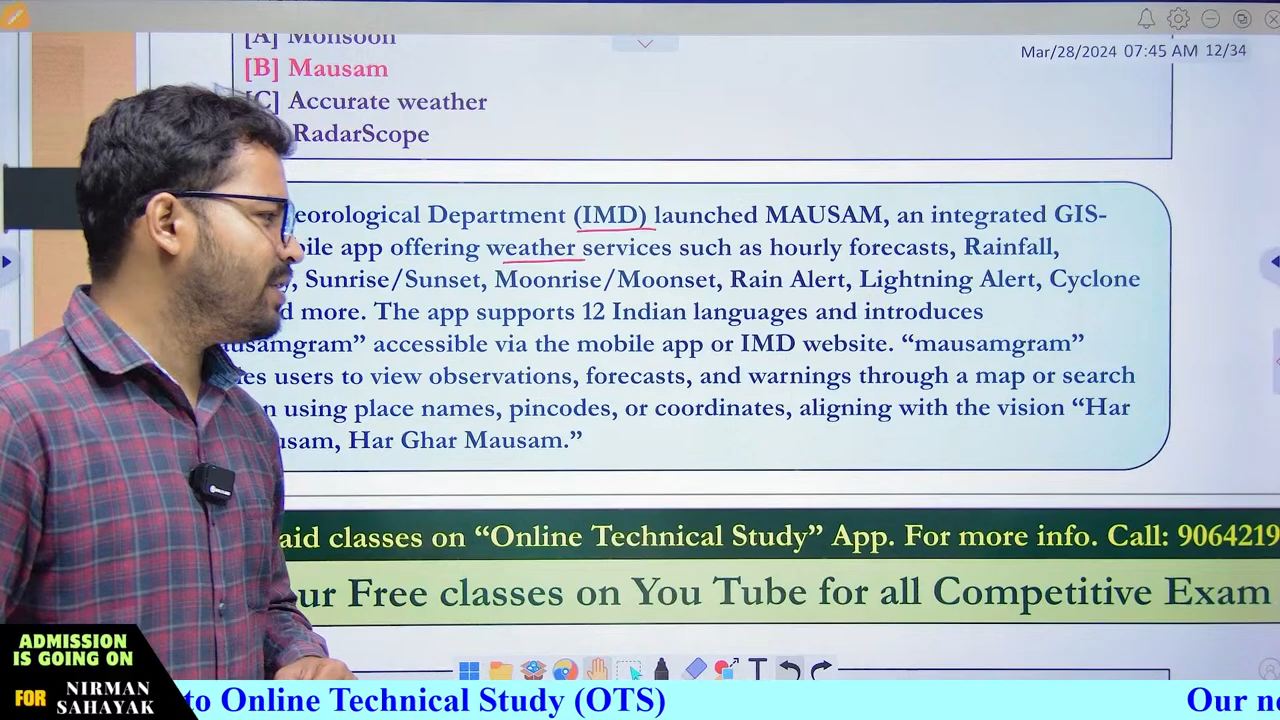 [A] Monsoon
Mar/28/2024 07:45 AM 12/34
[B] Mausam
[C] Accurate weather
RadarScope
eorological Department (IMD) launched MAUSAM, an integrated GIS-
ile app offering weather services such as hourly forecasts, Rainfall,
, Sunrise/Sunset, Moonrise/Moonset, Rain Alert, Lightning Alert, Cyclone
d more. The app supports 12 Indian languages and introduces
usamgram” accessible via the mobile app or IMD website. “mausamgram”
les users to view observations, forecasts, and warnings through a map or search
n using place names, pincodes, or coordinates, aligning with the vision “Har
usam, Har Ghar Mausam.”
aid classes on “Online Technical Study” App. For more info. Call: 9064219
ur Free classes on You Tube for all Competitive Exam
ADMISSION
IS GOING ON
FOR NIRMAN
SAHAYAK
to Online Technical Study (OTS)
Our n